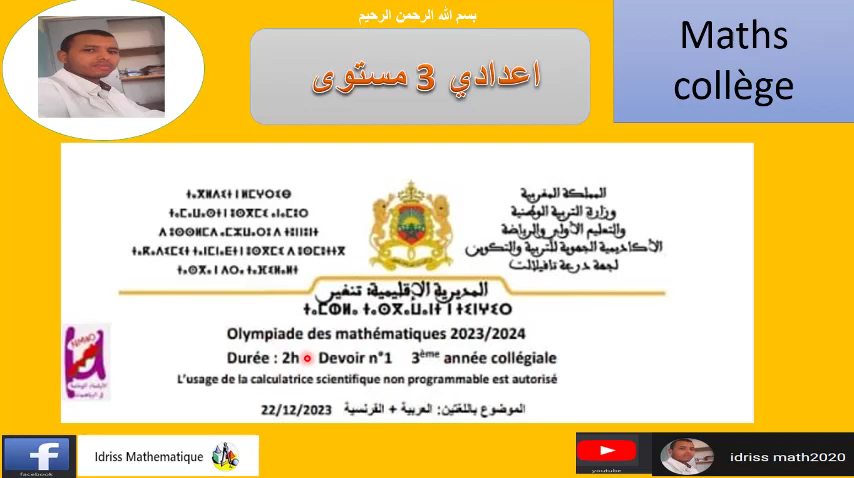 بسم الله الرحمن الرحيم
اعدادي 3 مستوى
Maths
collège
المملكة المغربية
وزارة التربية الوطنية
والتعليم الأولي والرياضة
الأكاديمية الجهوية للتربية والتكوين
لجهة درعة تافيلالت
المديرية الإقليمية: تنغير
Olympiade des mathématiques 2023/2024
Durée : 2h Devoir n°1 3ème année collégiale
L'usage de la calculatrice scientifique non programmable est autorisé
الموضوع باللغتين: العربية + الفرنسية 22/12/2023
facebook
Idriss Mathematique
youtube
idriss math2020